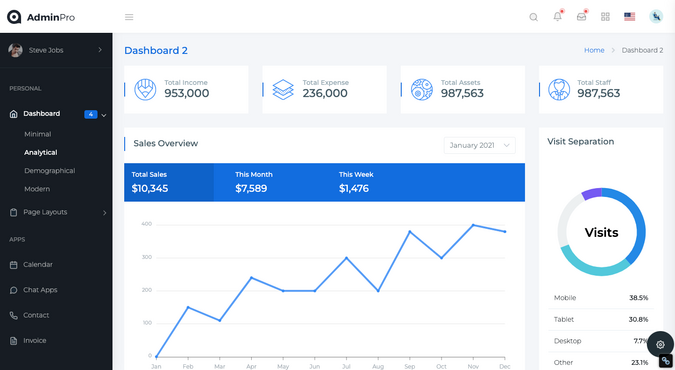 AdminPro
Steve Jobs
PERSONAL
Dashboard 4
Minimal
Analytical
Demographical
Modern
Page Layouts
APPS
Calendar
Chat Apps
Contact
Invoice
Dashboard 2
Home > Dashboard 2
Total Income
953,000
Total Expense
236,000
Total Assets
987,563
Total Staff
987,563
Sales Overview
January 2021
Total Sales
$10,345
This Month
$7,589
This Week
$1,476
400
300
200
100
0
Jan Feb Mar Apr May Jun Jul Aug Sep Oct Nov Dec
Visit Separation
Visits
Mobile 38.5%
Tablet 30.8%
Desktop 7.7%
Other 23.1%